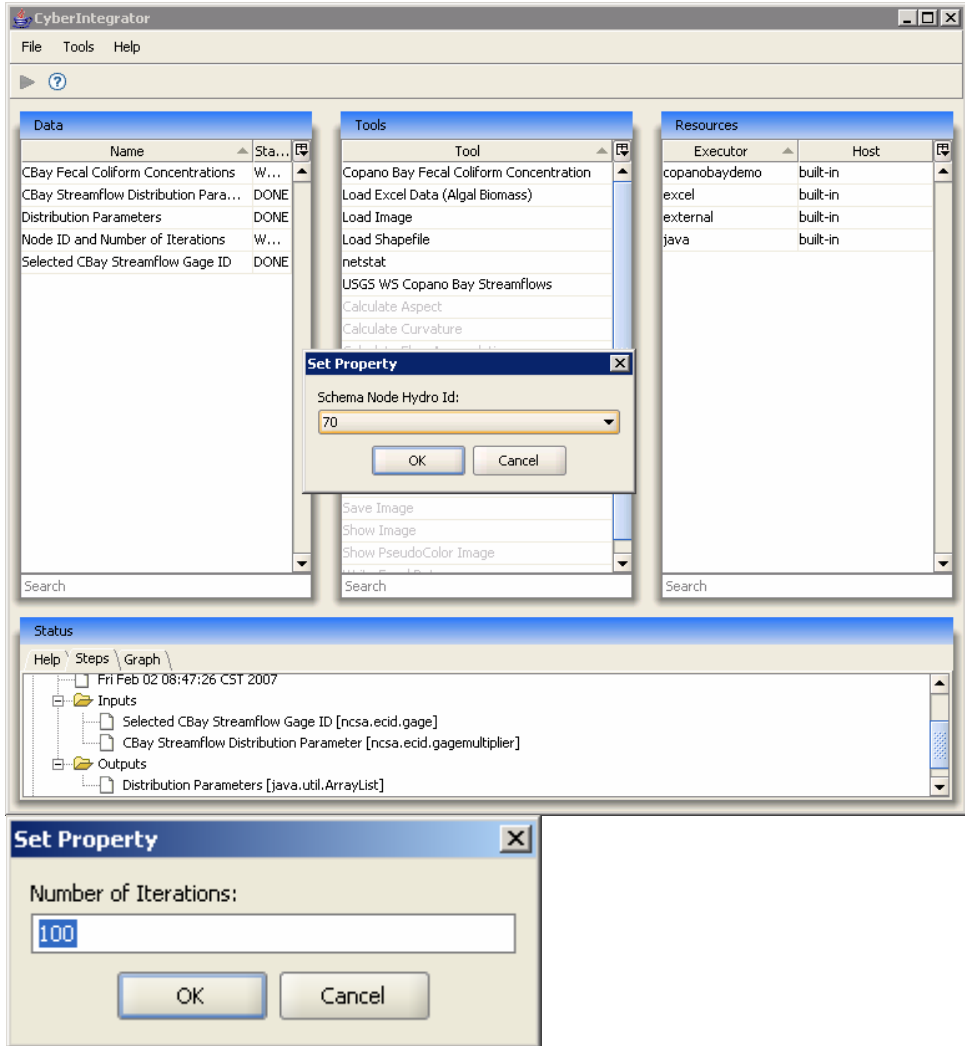 CyberIntegrator
File Tools Help
Data
Name Sta...
CBay Fecal Coliform Concentrations W...
CBay Streamflow Distribution Para... DONE
Distribution Parameters DONE
Node ID and Number of Iterations W...
Selected CBay Streamflow Gage ID DONE
Search
Tools
Tool
Copano Bay Fecal Coliform Concentration
Load Excel Data (Algal Biomass)
Load Image
Load Shapefile
netstat
USGS WS Copano Bay Streamflows
Calculate Aspect
Calculate Curvature
Set Property
Schema Node Hydro Id:
70
OK Cancel
Save Image
Show Image
Show PseudoColor Image
Search
Resources
Executor Host
copanobaydemo built-in
excel built-in
external built-in
java built-in
Search
Status
Help Steps Graph
Fri Feb 02 08:47:26 CST 2007
Inputs
Selected CBay Streamflow Gage ID [ncsa.ecid.gage]
CBay Streamflow Distribution Parameter [ncsa.ecid.gagemultiplier]
Outputs
Distribution Parameters [java.util.ArrayList]
Set Property
Number of Iterations:
100
OK Cancel